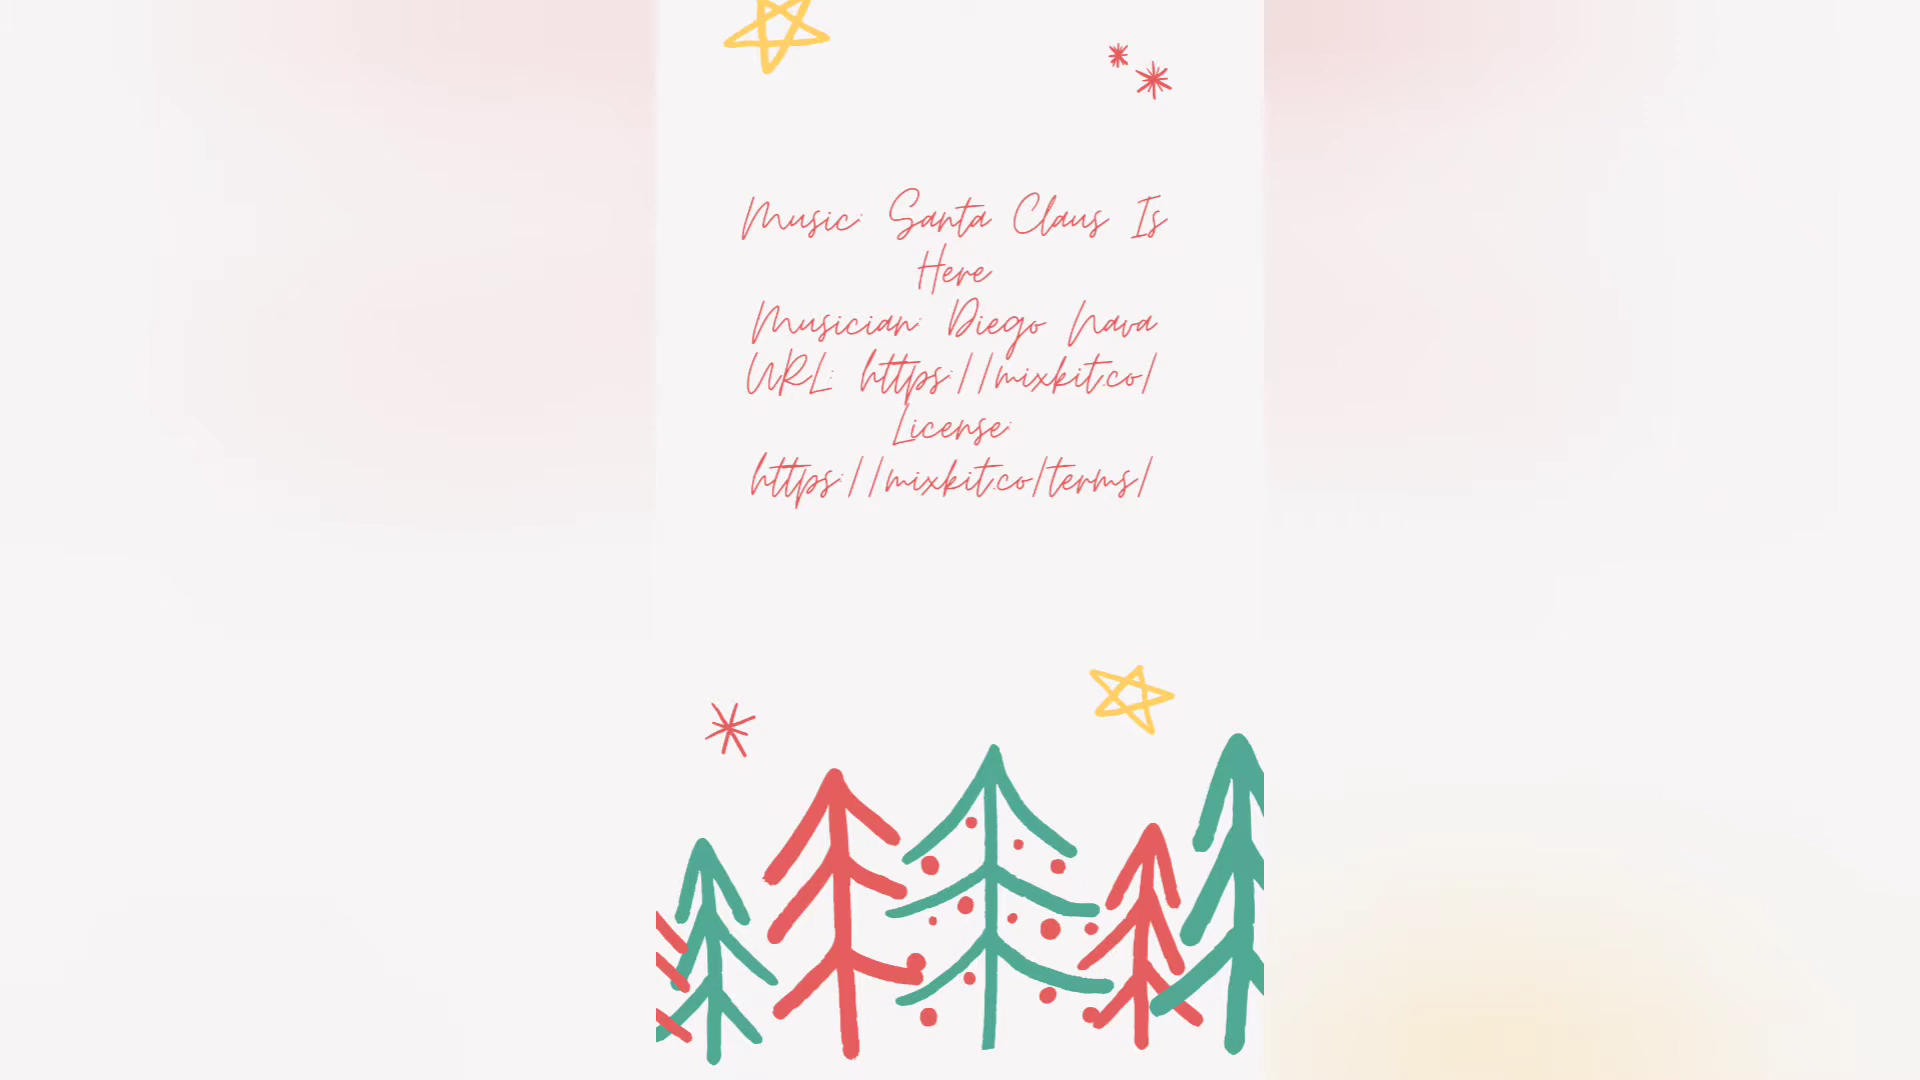 Music: Santa Claus Is
Here
Musician: Diego Nava
URL: https://mixkit.co/
License:
https://mixkit.co/terms/